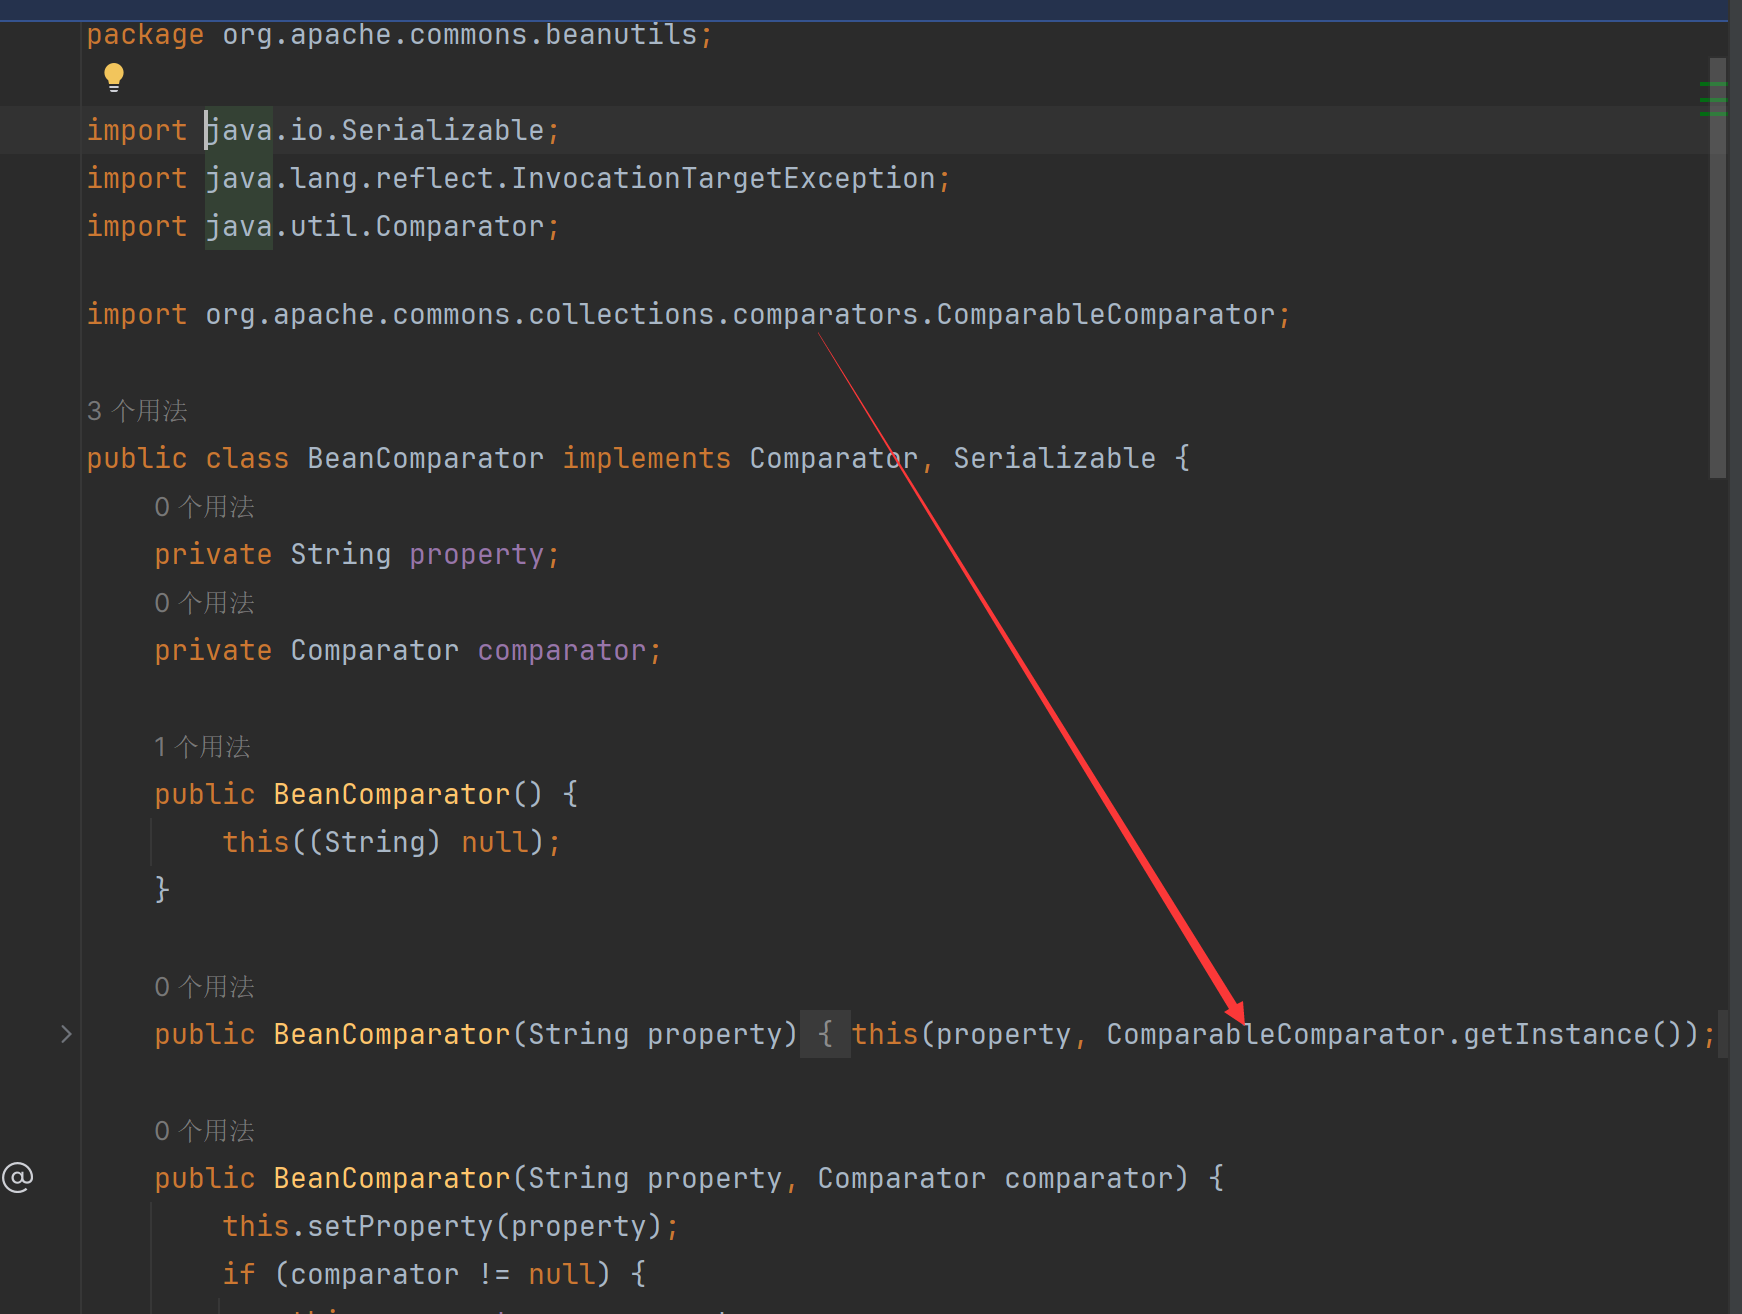 package org.apache.commons.beanutils;
import java.io.Serializable;
import java.lang.reflect.InvocationTargetException;
import java.util.Comparator;
import org.apache.commons.collections.comparators.ComparableComparator;
3 个用法
public class BeanComparator implements Comparator, Serializable {
0 个用法
private String property;
0 个用法
private Comparator comparator;
1 个用法
public BeanComparator() {
this((String) null);
}
0 个用法
public BeanComparator(String property) { this(property, ComparableComparator.getInstance());
0 个用法
@
public BeanComparator(String property, Comparator comparator) {
this.setProperty(property);
if (comparator != null) {